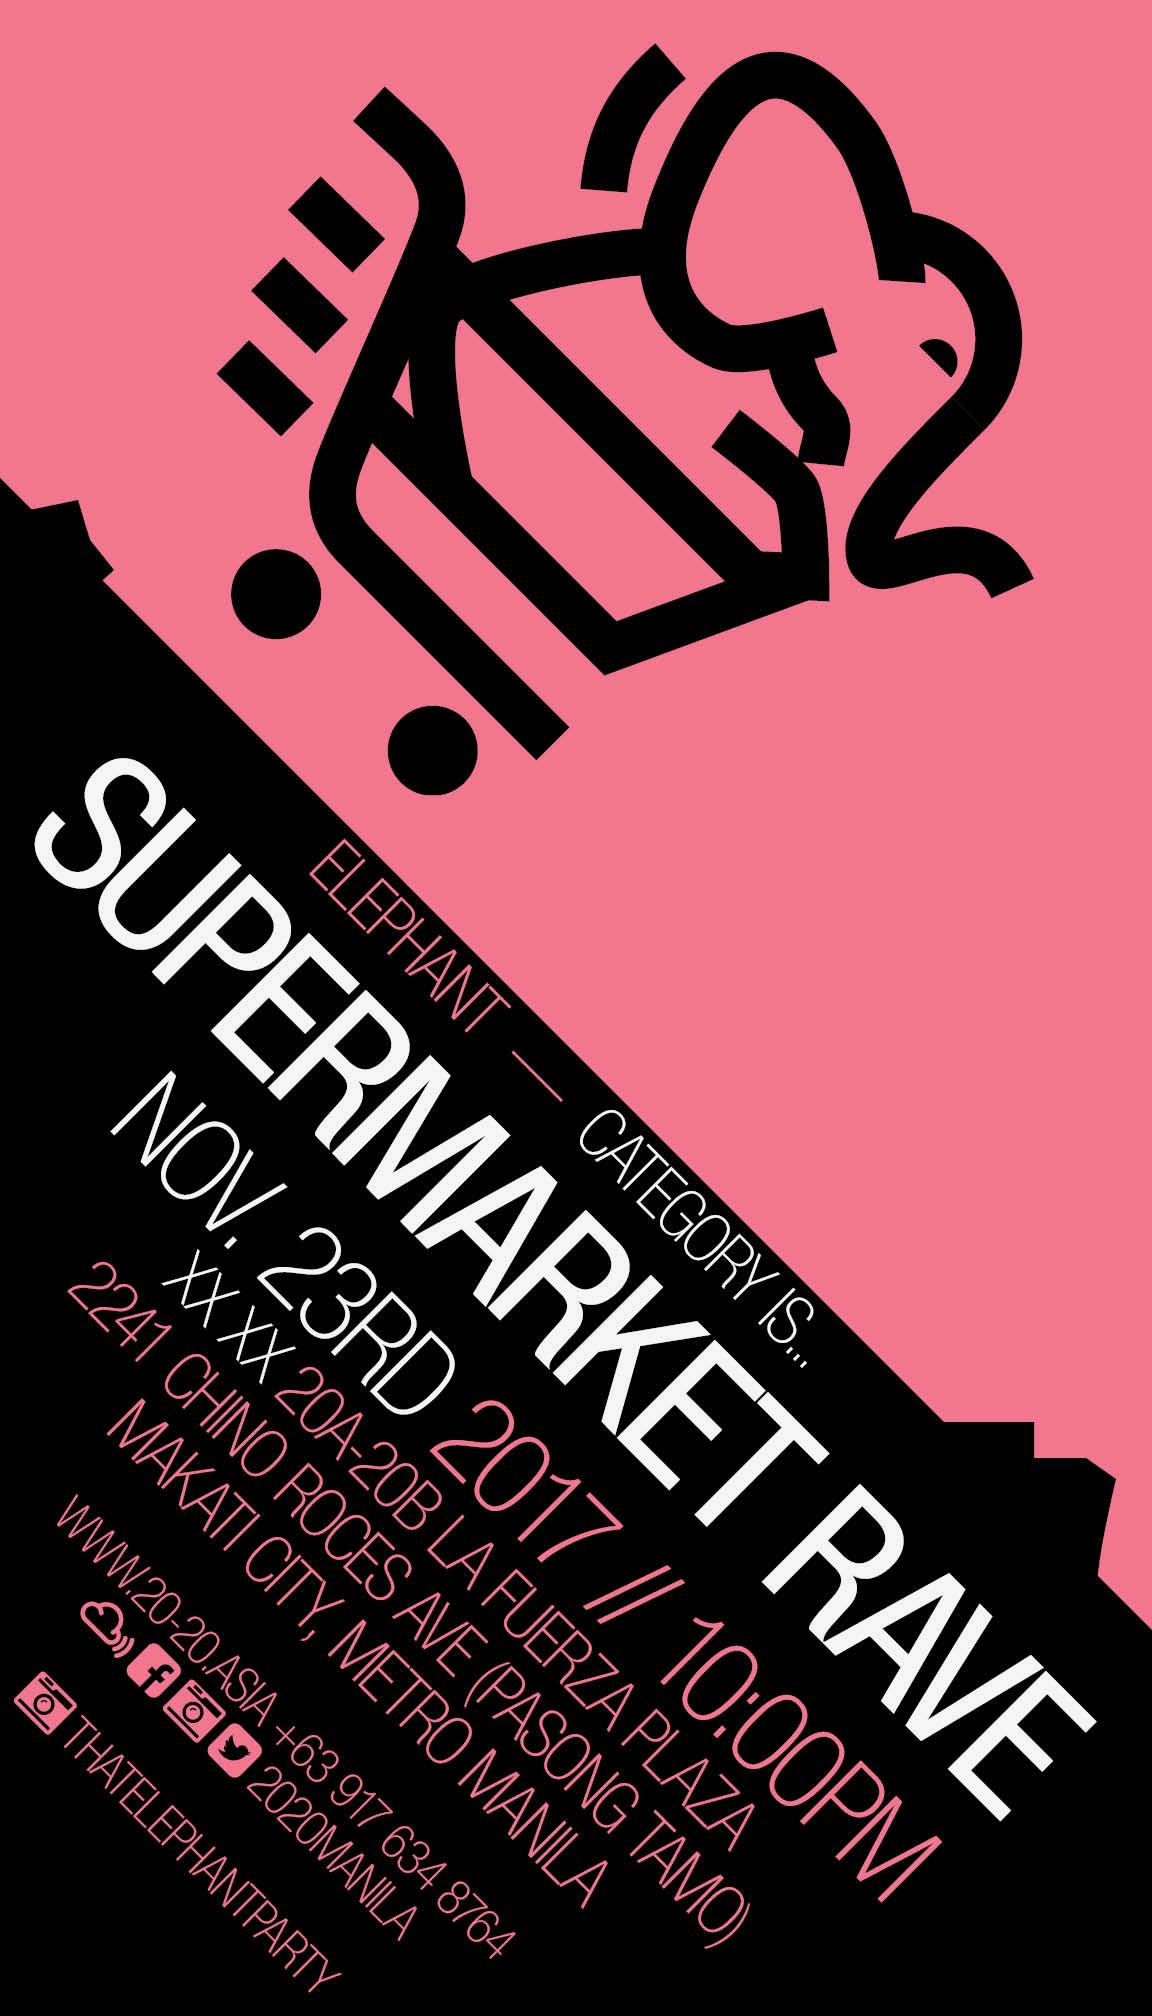 ELEPHANT — CATEGORY IS...
SUPERMARKET RAVE
NOV. 23RD 2017 // 10:00PM
XX XX 20A-20B LA FUERZA PLAZA
2241 CHINO ROCES AVE (PASONG TAMO)
MAKATI CITY, METRO MANILA
WWW.20-20.ASIA +63 917 634 8764
2020MANILA
THATELEPHANTPARTY